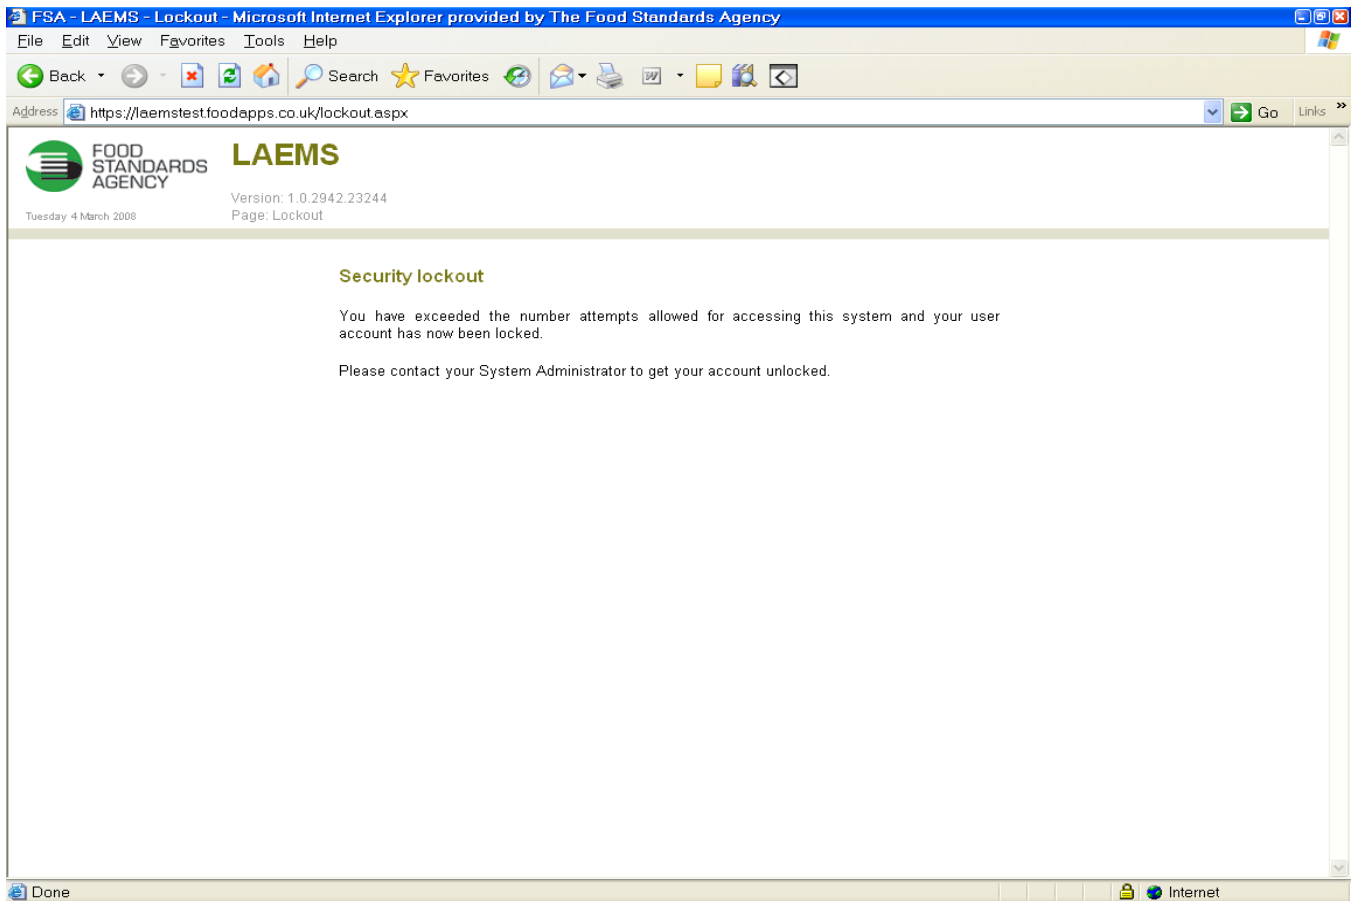 FSA - LAEMS - Lockout - Microsoft Internet Explorer provided by The Food Standards Agency
File Edit View Favorites Tools Help
Back Search Favorites
Address https://laemstest.foodapps.co.uk/lockout.aspx Go Links »
FOOD
STANDARDS
AGENCY
LAEMS
Version: 1.0.2942.23244
Tuesday 4 March 2008
Page: Lockout
Security lockout
You have exceeded the number attempts allowed for accessing this system and your user
account has now been locked.
Please contact your System Administrator to get your account unlocked.
Done Internet